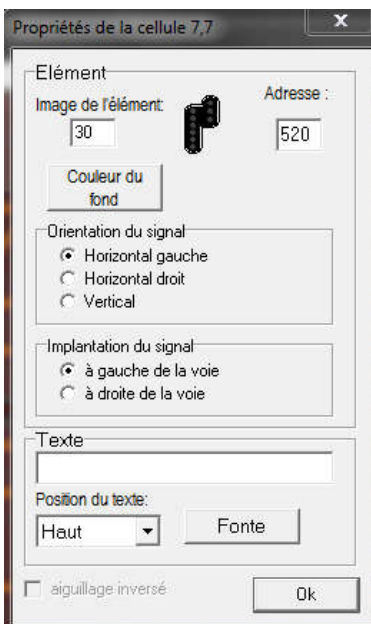 Propriétés de la cellule 7,7
x
Elément
Image de l'élément:
Adresse :
30
520
Couleur du
fond
Orientation du signal
Horizontal gauche
Horizontal droit
Vertical
Implantation du signal
à gauche de la voie
à droite de la voie
Texte
Position du texte:
Haut
Fonte
aiguillage inversé
Ok